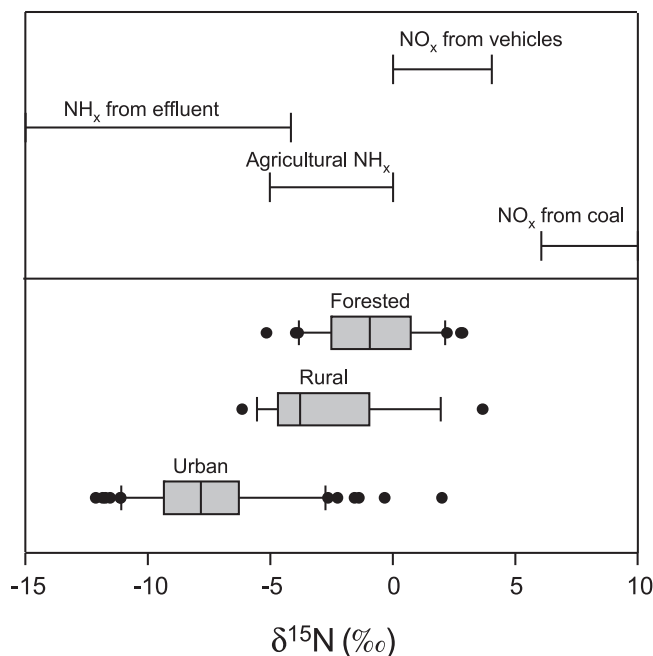 NOₓ from vehicles
NHₓ from effluent
Agricultural NHₓ
NOₓ from coal
Forested
Rural
Urban
-15 -10 -5 0 5 10
δ¹⁵N (‰)